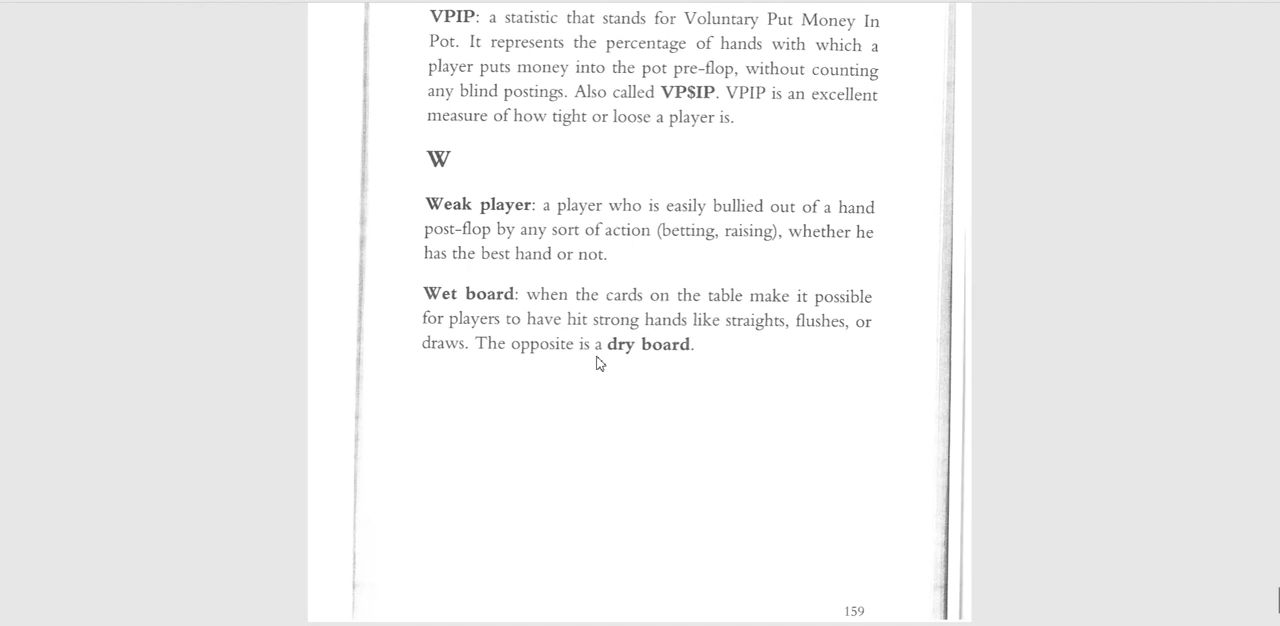 VPIP: a statistic that stands for Voluntary Put Money In
Pot. It represents the percentage of hands with which a
player puts money into the pot pre-flop, without counting
any blind postings. Also called VP$IP. VPIP is an excellent
measure of how tight or loose a player is.
W
Weak player: a player who is easily bullied out of a hand
post-flop by any sort of action (betting, raising), whether he
has the best hand or not.
Wet board: when the cards on the table make it possible
for players to have hit strong hands like straights, flushes, or
draws. The opposite is a dry board.
159